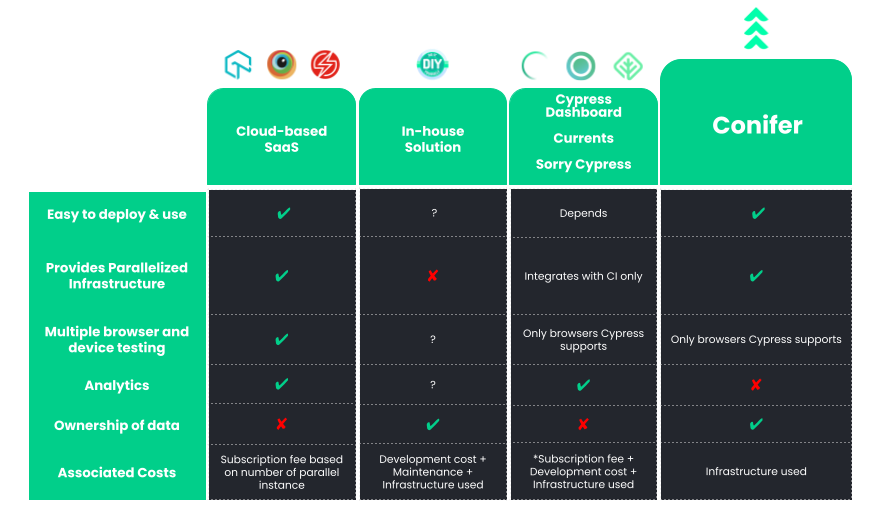 DIY
Cloud-based
SaaS
In-house
Solution
Cypress
Dashboard
Currents
Sorry Cypress
Conifer
Easy to deploy & use
✔
?
Depends
✔
Provides Parallelized
Infrastructure
✔
✘
Integrates with CI only
✔
Multiple browser and
device testing
✔
?
Only browsers Cypress
supports
Only browsers Cypress supports
Analytics
✔
?
✔
✘
Ownership of data
✘
✔
✘
✔
Associated Costs
Subscription fee based
on number of parallel
instance
Development cost +
Maintenance +
Infrastructure used
*Subscription fee +
Development cost +
Infrastructure used
Infrastructure used